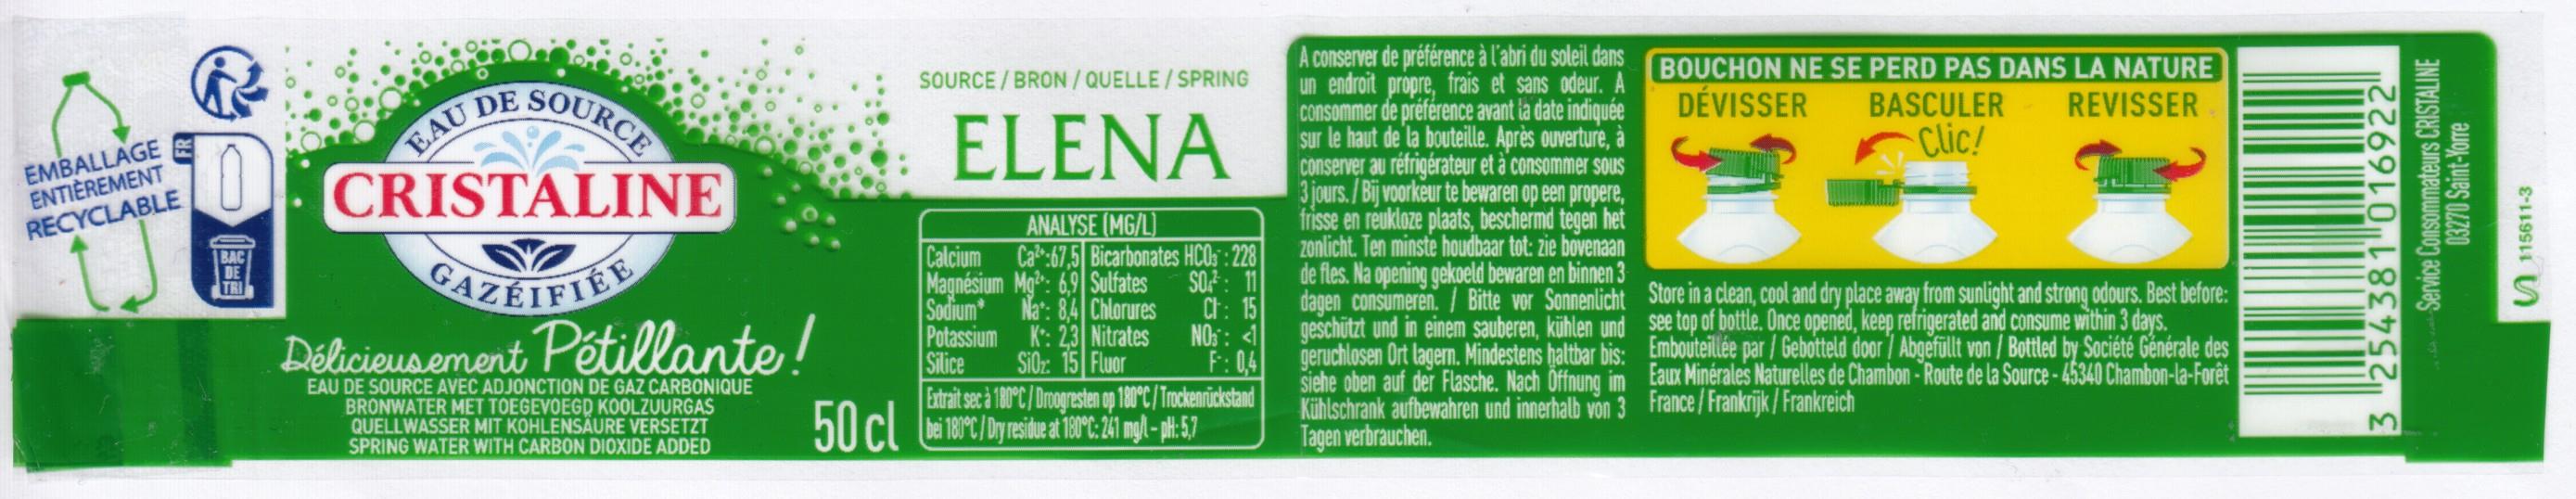 EMBALLAGE
ENTIÈREMENT
RECYCLABLE
FR
BAC
DE
TRI
EAU DE SOURCE
CRISTALINE
GAZÉIFIÉE
Délicieusement Pétillante!
EAU DE SOURCE AVEC ADJONCTION DE GAZ CARBONIQUE
BRONWATER MET TOEGEVOEGD KOOLZUURGAS
QUELLWASSER MIT KOHLENSÄURE VERSETZT
SPRING WATER WITH CARBON DIOXIDE ADDED
50 cl
SOURCE / BRON / QUELLE / SPRING
ELENA
ANALYSE (MG/L)
Calcium Ca²⁺: 67,5 Bicarbonates HCO₃⁻: 228
Magnésium Mg²⁺: 6,9 Sulfates SO₄²⁻: 11
Sodium* Na⁺: 8,4 Chlorures Cl⁻: 15
Potassium K⁺: 2,3 Nitrates NO₃⁻: <1
Silice SiO₂: 15 Fluor F⁻: 0,4
Extrait sec à 180°C / Droogresten op 180°C / Trockenrückstand
bei 180°C / Dry residue at 180°C: 241 mg/l - pH: 5,7
A conserver de préférence à l'abri du soleil dans
un endroit propre, frais et sans odeur. A
consommer de préférence avant la date indiquée
sur le haut de la bouteille. Après ouverture, à
conserver au réfrigérateur et à consommer sous
3 jours. / Bij voorkeur te bewaren op een propere,
frisse en reukloze plaats, beschermd tegen het
zonlicht. Ten minste houdbaar tot: zie bovenaan
de fles. Na opening gekoeld bewaren en binnen 3
dagen consumeren. / Bitte vor Sonnenlicht
geschützt und in einem sauberen, kühlen und
geruchlosen Ort lagern. Mindestens haltbar bis:
siehe oben auf der Flasche. Nach Öffnung im
Kühlschrank aufbewahren und innerhalb von 3
Tagen verbrauchen.
BOUCHON NE SE PERD PAS DANS LA NATURE
DÉVISSER BASCULER REVISSER
Clic!
Store in a clean, cool and dry place away from sunlight and strong odours. Best before:
see top of bottle. Once opened, keep refrigerated and consume within 3 days.
Embouteillée par / Gebotteld door / Abgefüllt von / Bottled by Société Générale des
Eaux Minérales Naturelles de Chambon - Route de la Source - 45340 Chambon-la-Forêt
France / Frankrijk / Frankreich
3 254381 016922
Service Consommateurs CRISTALINE
03270 Saint-Yorre
1115611-3